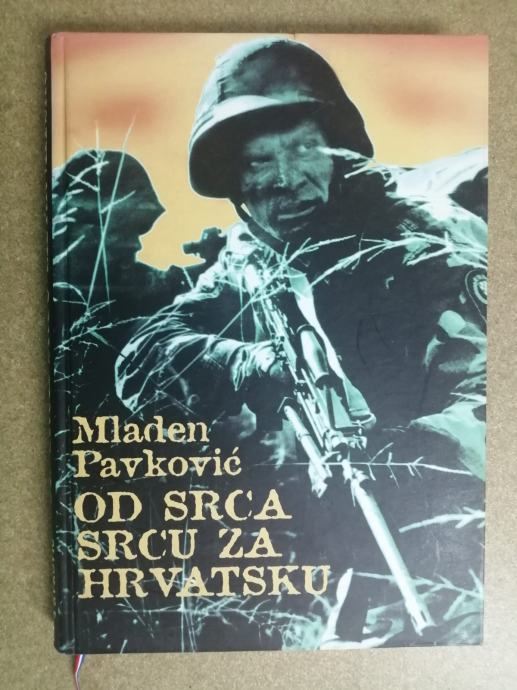 Mladen
Pavković
OD SRCA
SRCU ZA
HRVATSKU